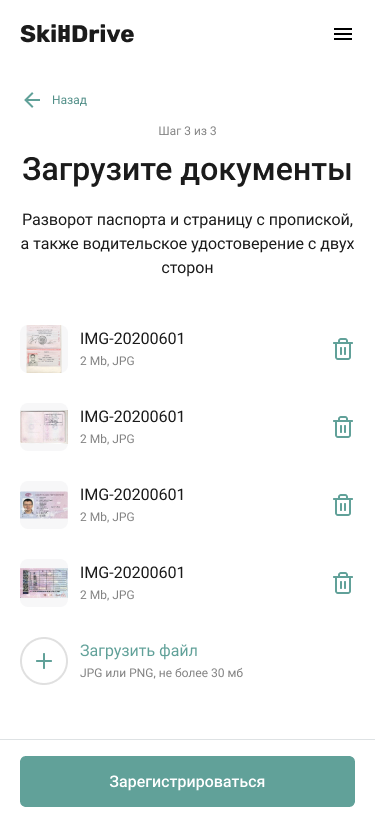 SkillDrive
Назад
Шаг 3 из 3
Загрузите документы
Разворот паспорта и страницу с пропиской,
а также водительское удостоверение с двух
сторон
IMG-20200601
2 Mb, JPG
IMG-20200601
2 Mb, JPG
IMG-20200601
2 Mb, JPG
IMG-20200601
2 Mb, JPG
Загрузить файл
JPG или PNG, не более 30 мб
Зарегистрироваться